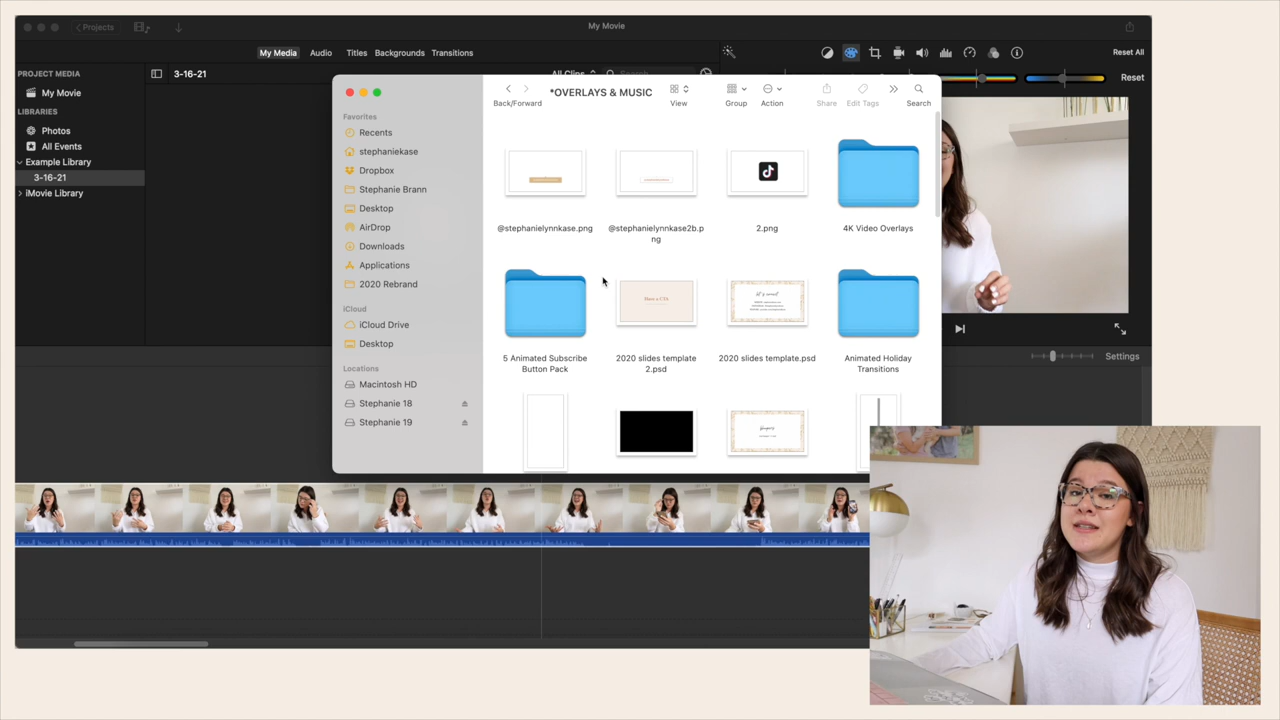 Projects
My Movie
My Media
Audio
Titles
Backgrounds
Transitions
Reset All
PROJECT MEDIA
My Movie
LIBRARIES
Photos
All Events
Example Library
3-16-21
iMovie Library
3-16-21
All Clips
Search
Reset
*OVERLAYS & MUSIC
Back/Forward
View
Group
Action
Share
Edit Tags
Search
Favorites
Recents
stephaniekase
Dropbox
Stephanie Brann
Desktop
AirDrop
Downloads
Applications
2020 Rebrand
iCloud
iCloud Drive
Desktop
Locations
Macintosh HD
Stephanie 18
Stephanie 19
@stephanielynnkase.png
@stephanielynnkase2b.p
ng
2.png
4K Video Overlays
5 Animated Subscribe
Button Pack
2020 slides template
2.psd
2020 slides template.psd
Animated Holiday
Transitions
Settings